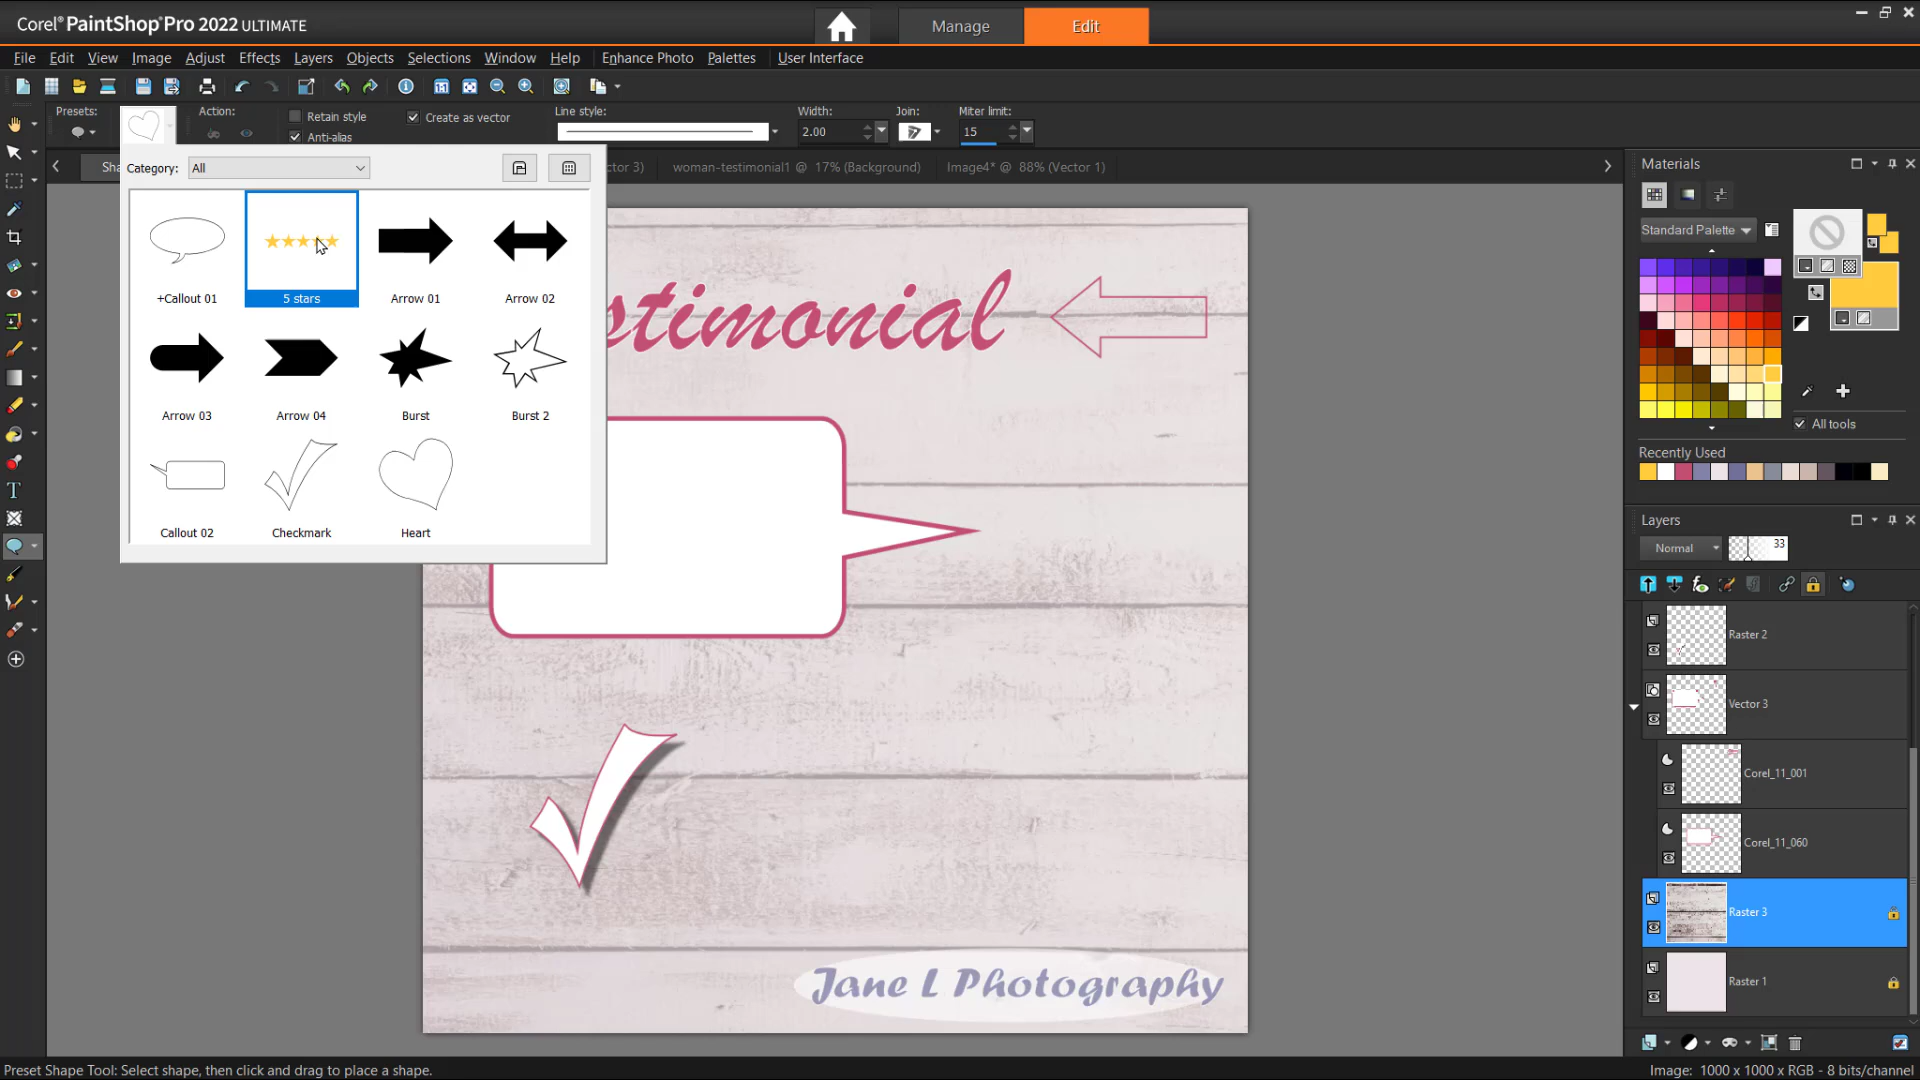 Corel® PaintShop® Pro 2022 ULTIMATE
Manage
Edit
File Edit View Image Adjust Effects Layers Objects Selections Window Help Enhance Photo Palettes User Interface
Presets:
Action:
Retain style
Anti-alias
Create as vector
Line style:
Width:
2.00
Join:
Miter limit:
15
Sha
tor 3)
woman-testimonial1 @ 17% (Background)
Image4* @ 88% (Vector 1)
Category: All
+Callout 01
5 stars
Arrow 01
Arrow 02
Arrow 03
Arrow 04
Burst
Burst 2
Callout 02
Checkmark
Heart
stimonial
Jane L Photography
Materials
Standard Palette
All tools
Recently Used
Layers
Normal
33
Raster 2
Vector 3
Corel_11_001
Corel_11_060
Raster 3
Raster 1
Preset Shape Tool: Select shape, then click and drag to place a shape.
Image: 1000 x 1000 x RGB - 8 bits/channel